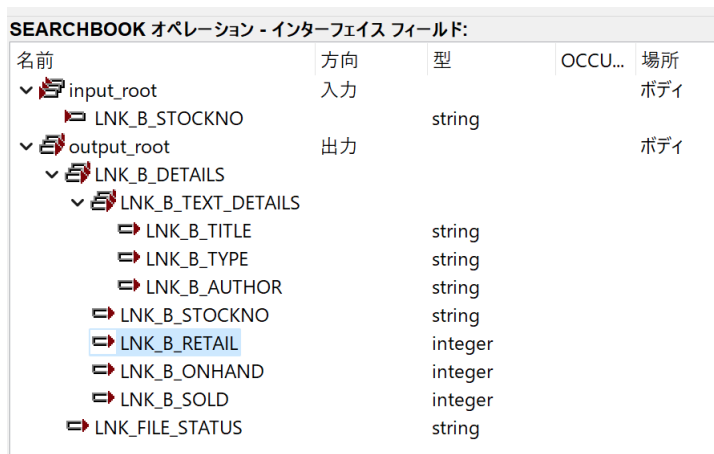 SEARCHBOOK オペレーション - インターフェイス フィールド:
名前 方向 型 OCCU... 場所
input_root 入力 ボディ
LNK_B_STOCKNO string
output_root 出力 ボディ
LNK_B_DETAILS
LNK_B_TEXT_DETAILS
LNK_B_TITLE string
LNK_B_TYPE string
LNK_B_AUTHOR string
LNK_B_STOCKNO string
LNK_B_RETAIL integer
LNK_B_ONHAND integer
LNK_B_SOLD integer
LNK_FILE_STATUS string